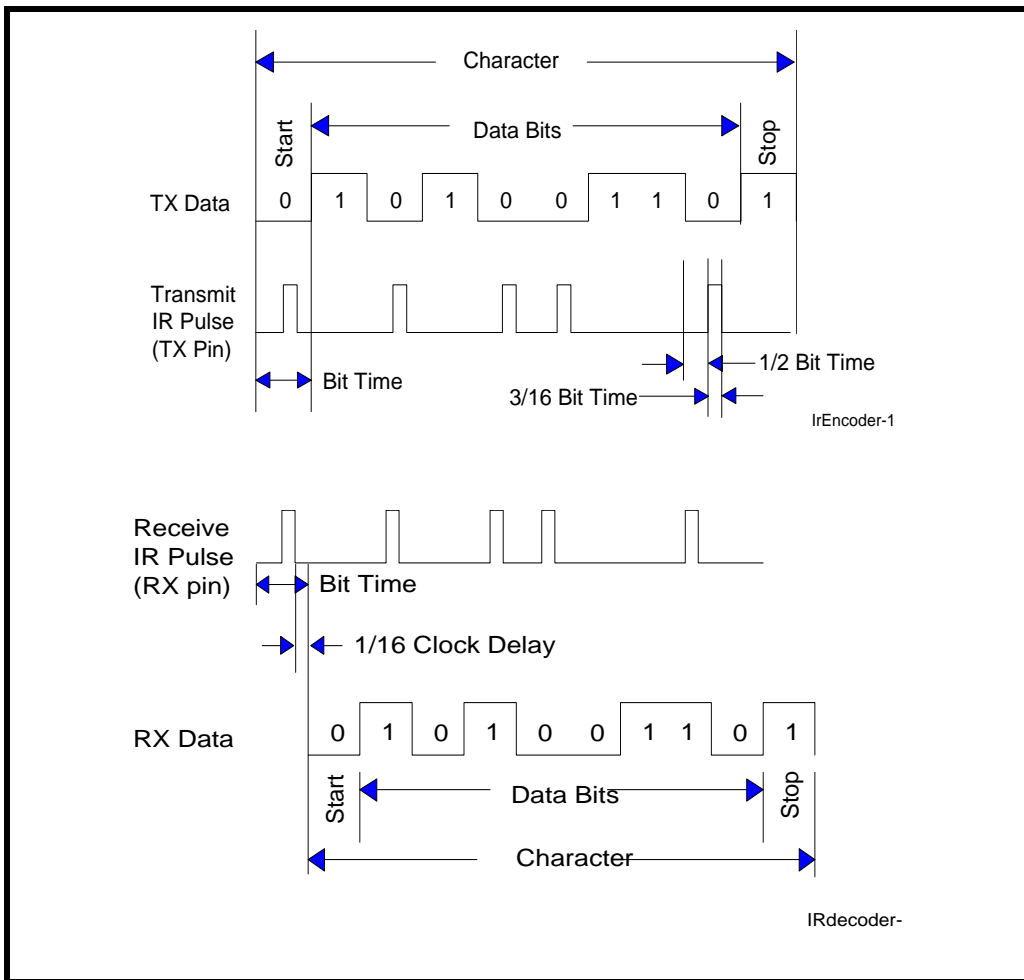 Character
Start
Data Bits
Stop
TX Data
0 1 0 1 0 0 1 1 0 1
Transmit
IR Pulse
(TX Pin)
Bit Time
1/2 Bit Time
3/16 Bit Time
IrEncoder-1
Receive
IR Pulse
(RX pin)
Bit Time
1/16 Clock Delay
RX Data
0 1 0 1 0 0 1 1 0 1
Start
Data Bits
Stop
Character
IRdecoder-